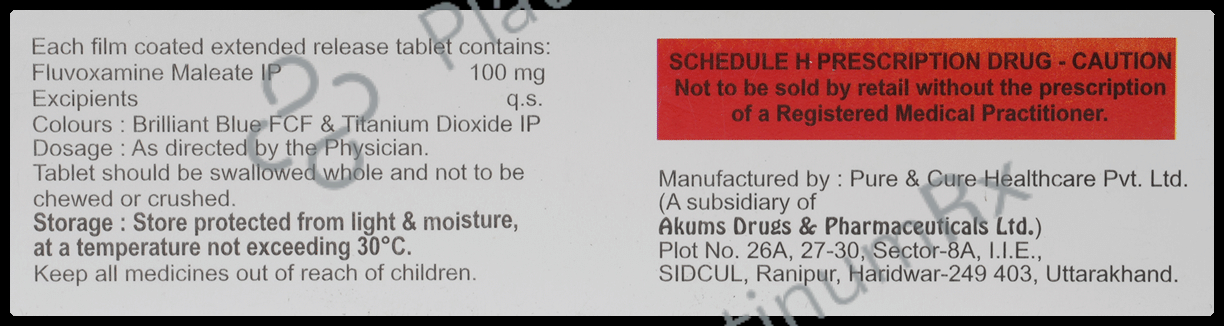 Each film coated extended release tablet contains:
Fluvoxamine Maleate IP 100 mg
Excipients q.s.
Colours : Brilliant Blue FCF & Titanium Dioxide IP
Dosage : As directed by the Physician.
Tablet should be swallowed whole and not to be
chewed or crushed.
Storage : Store protected from light & moisture,
at a temperature not exceeding 30°C.
Keep all medicines out of reach of children.
SCHEDULE H PRESCRIPTION DRUG - CAUTION
Not to be sold by retail without the prescription
of a Registered Medical Practitioner.
Manufactured by : Pure & Cure Healthcare Pvt. Ltd.
(A subsidiary of
Akums Drugs & Pharmaceuticals Ltd.)
Plot No. 26A, 27-30, Sector-8A, I.I.E.,
SIDCUL, Ranipur, Haridwar-249 403, Uttarakhand.
Plat
tinumRx